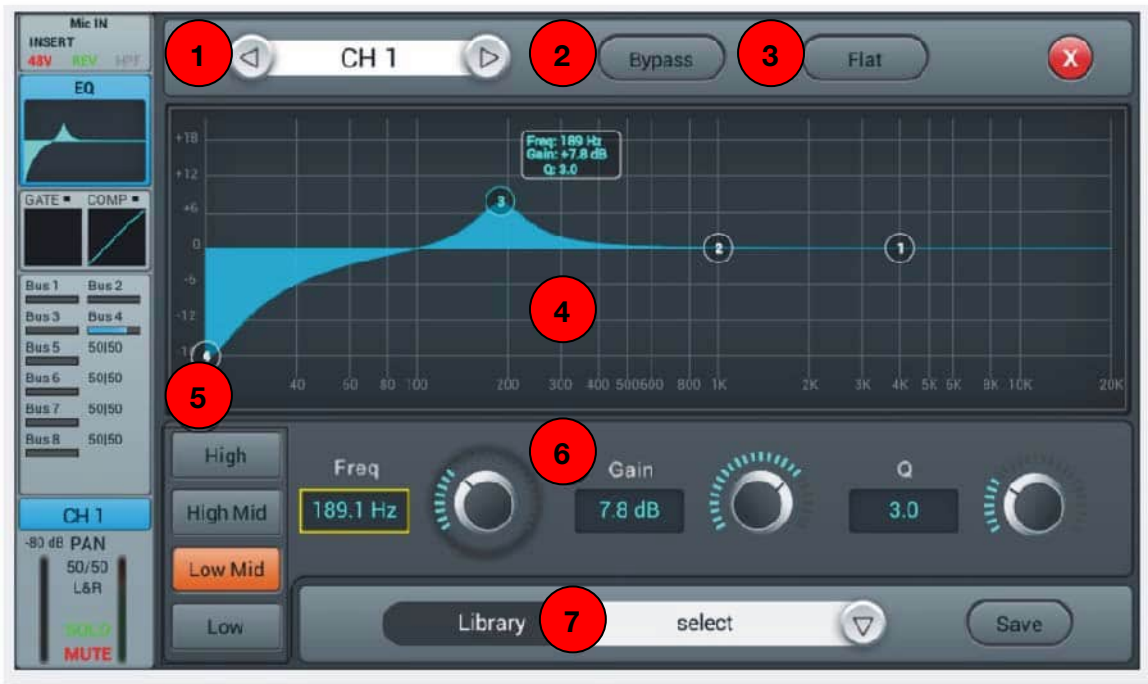 Mic IN
INSERT
48V REV HPF
EQ
GATE COMP
Bus 1 Bus 2
Bus 3 Bus 4
Bus 5 50|50
Bus 6 50|50
Bus 7 50|50
Bus 8 50|50
CH 1
-80 dB PAN
50/50
L&R
SOLO
MUTE
1 CH 1 2 Bypass 3 Flat X
Freq: 189 Hz
Gain: +7.8 dB
Q: 3.0
+18
+12
+6
0
-6
-12
3
2
1
4
40 60 80 100 200 300 400 500 600 800 1K 2K 3K 4K 5K 6K 8K 10K 20K
5
High
High Mid
Low Mid
Low
6
Freq Gain Q
189.1 Hz 7.8 dB 3.0
Library 7 select Save